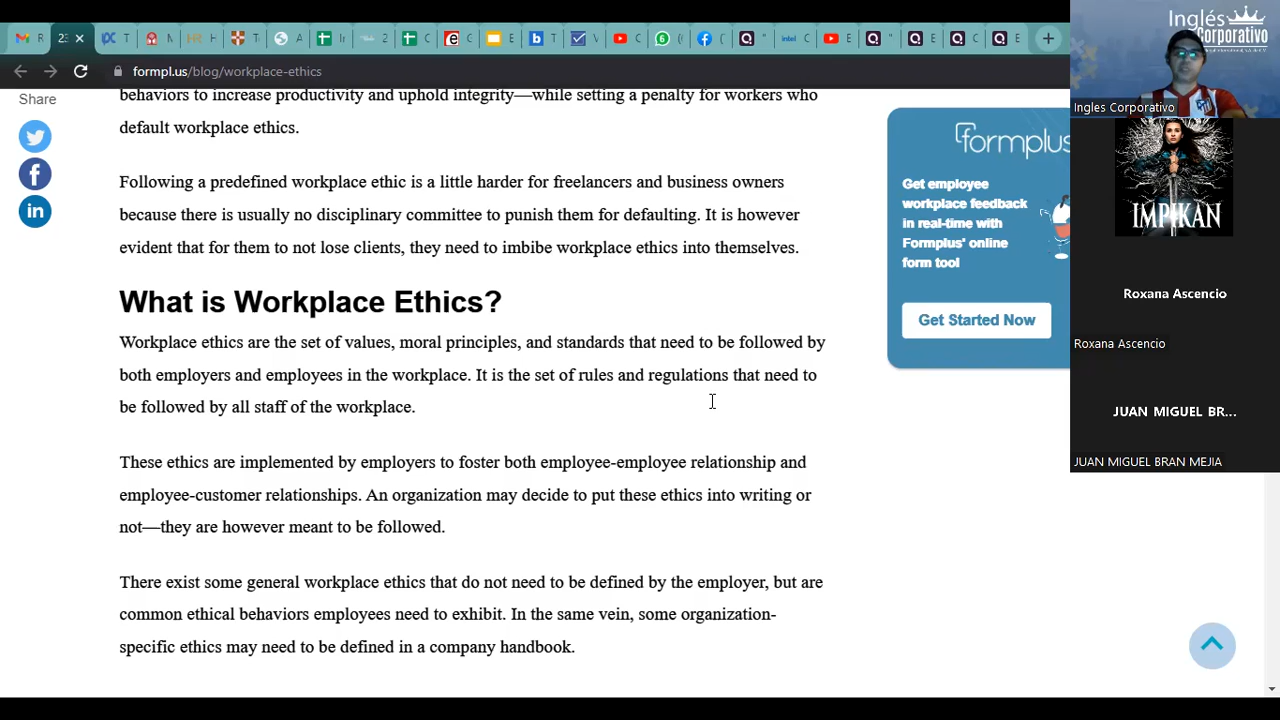 R
23
T
M
H
T
A
Ir
2
C
C
E
T
V
C
(
F
"
C
E
"
E
C
E
formpl.us/blog/workplace-ethics
Share
behaviors to increase productivity and uphold integrity—while setting a penalty for workers who
default workplace ethics.
Following a predefined workplace ethic is a little harder for freelancers and business owners
because there is usually no disciplinary committee to punish them for defaulting. It is however
evident that for them to not lose clients, they need to imbibe workplace ethics into themselves.
What is Workplace Ethics?
Workplace ethics are the set of values, moral principles, and standards that need to be followed by
both employers and employees in the workplace. It is the set of rules and regulations that need to
be followed by all staff of the workplace.
These ethics are implemented by employers to foster both employee-employee relationship and
employee-customer relationships. An organization may decide to put these ethics into writing or
not—they are however meant to be followed.
There exist some general workplace ethics that do not need to be defined by the employer, but are
common ethical behaviors employees need to exhibit. In the same vein, some organization-
specific ethics may need to be defined in a company handbook.
formplus
Get employee
workplace feedback
in real-time with
Formplus' online
form tool
Get Started Now
Inglés
Corporativo
Ingles Corporativo
IMPIKAN
Roxana Ascencio
Roxana Ascencio
JUAN MIGUEL BR...
JUAN MIGUEL BRAN MEJIA